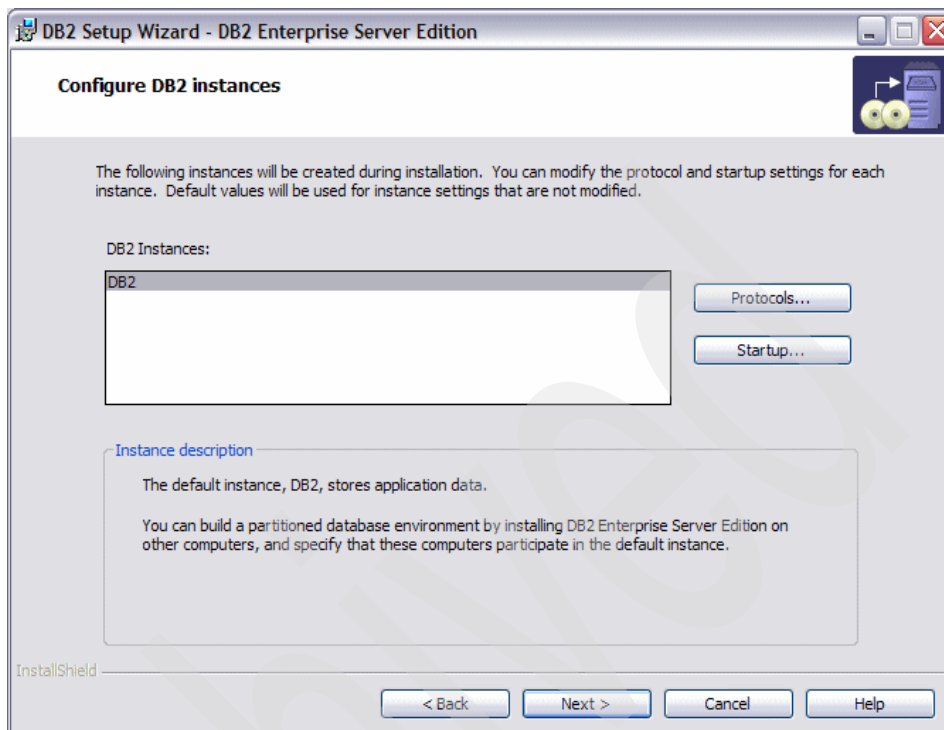 DB2 Setup Wizard - DB2 Enterprise Server Edition
Configure DB2 instances
The following instances will be created during installation. You can modify the protocol and startup settings for each
instance. Default values will be used for instance settings that are not modified.
DB2 Instances:
DB2
Protocols...
Startup...
Instance description
The default instance, DB2, stores application data.
You can build a partitioned database environment by installing DB2 Enterprise Server Edition on
other computers, and specify that these computers participate in the default instance.
InstallShield
< Back
Next >
Cancel
Help